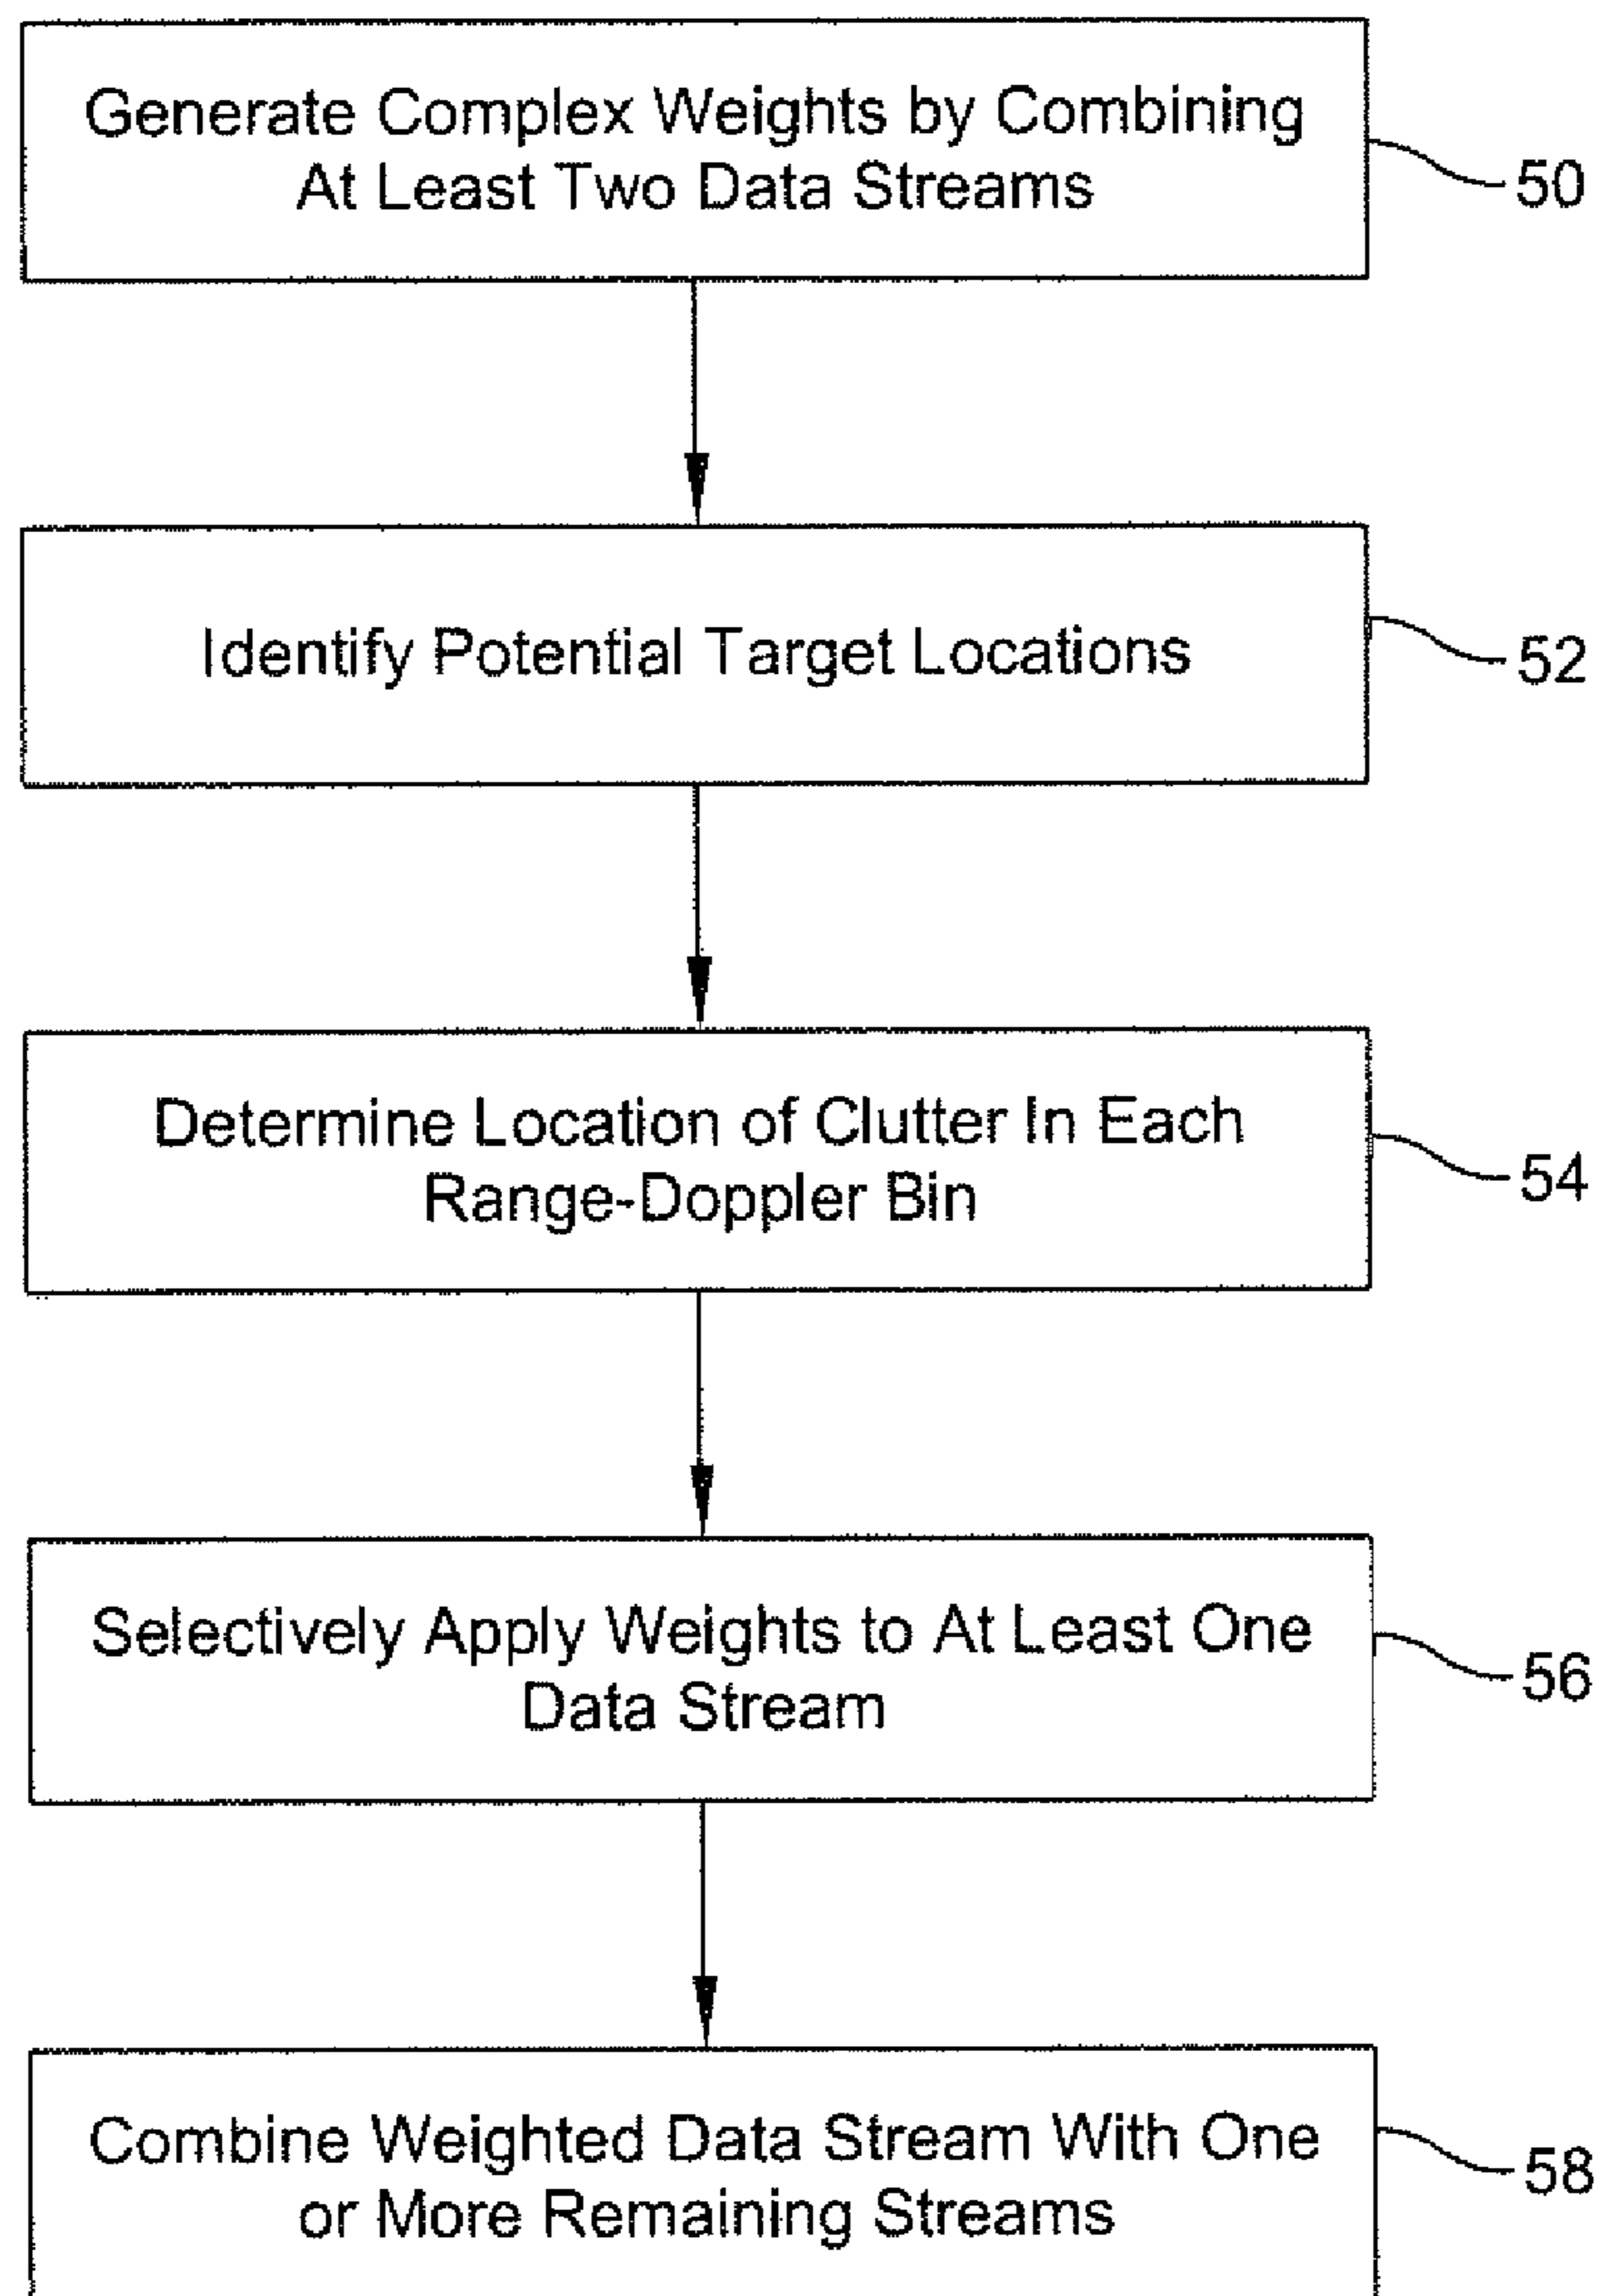 Generate Complex Weights by Combining
At Least Two Data Streams
50
Identify Potential Target Locations
52
Determine Location of Clutter In Each
Range-Doppler Bin
54
Selectively Apply Weights to At Least One
Data Stream
56
Combine Weighted Data Stream With One
or More Remaining Streams
58